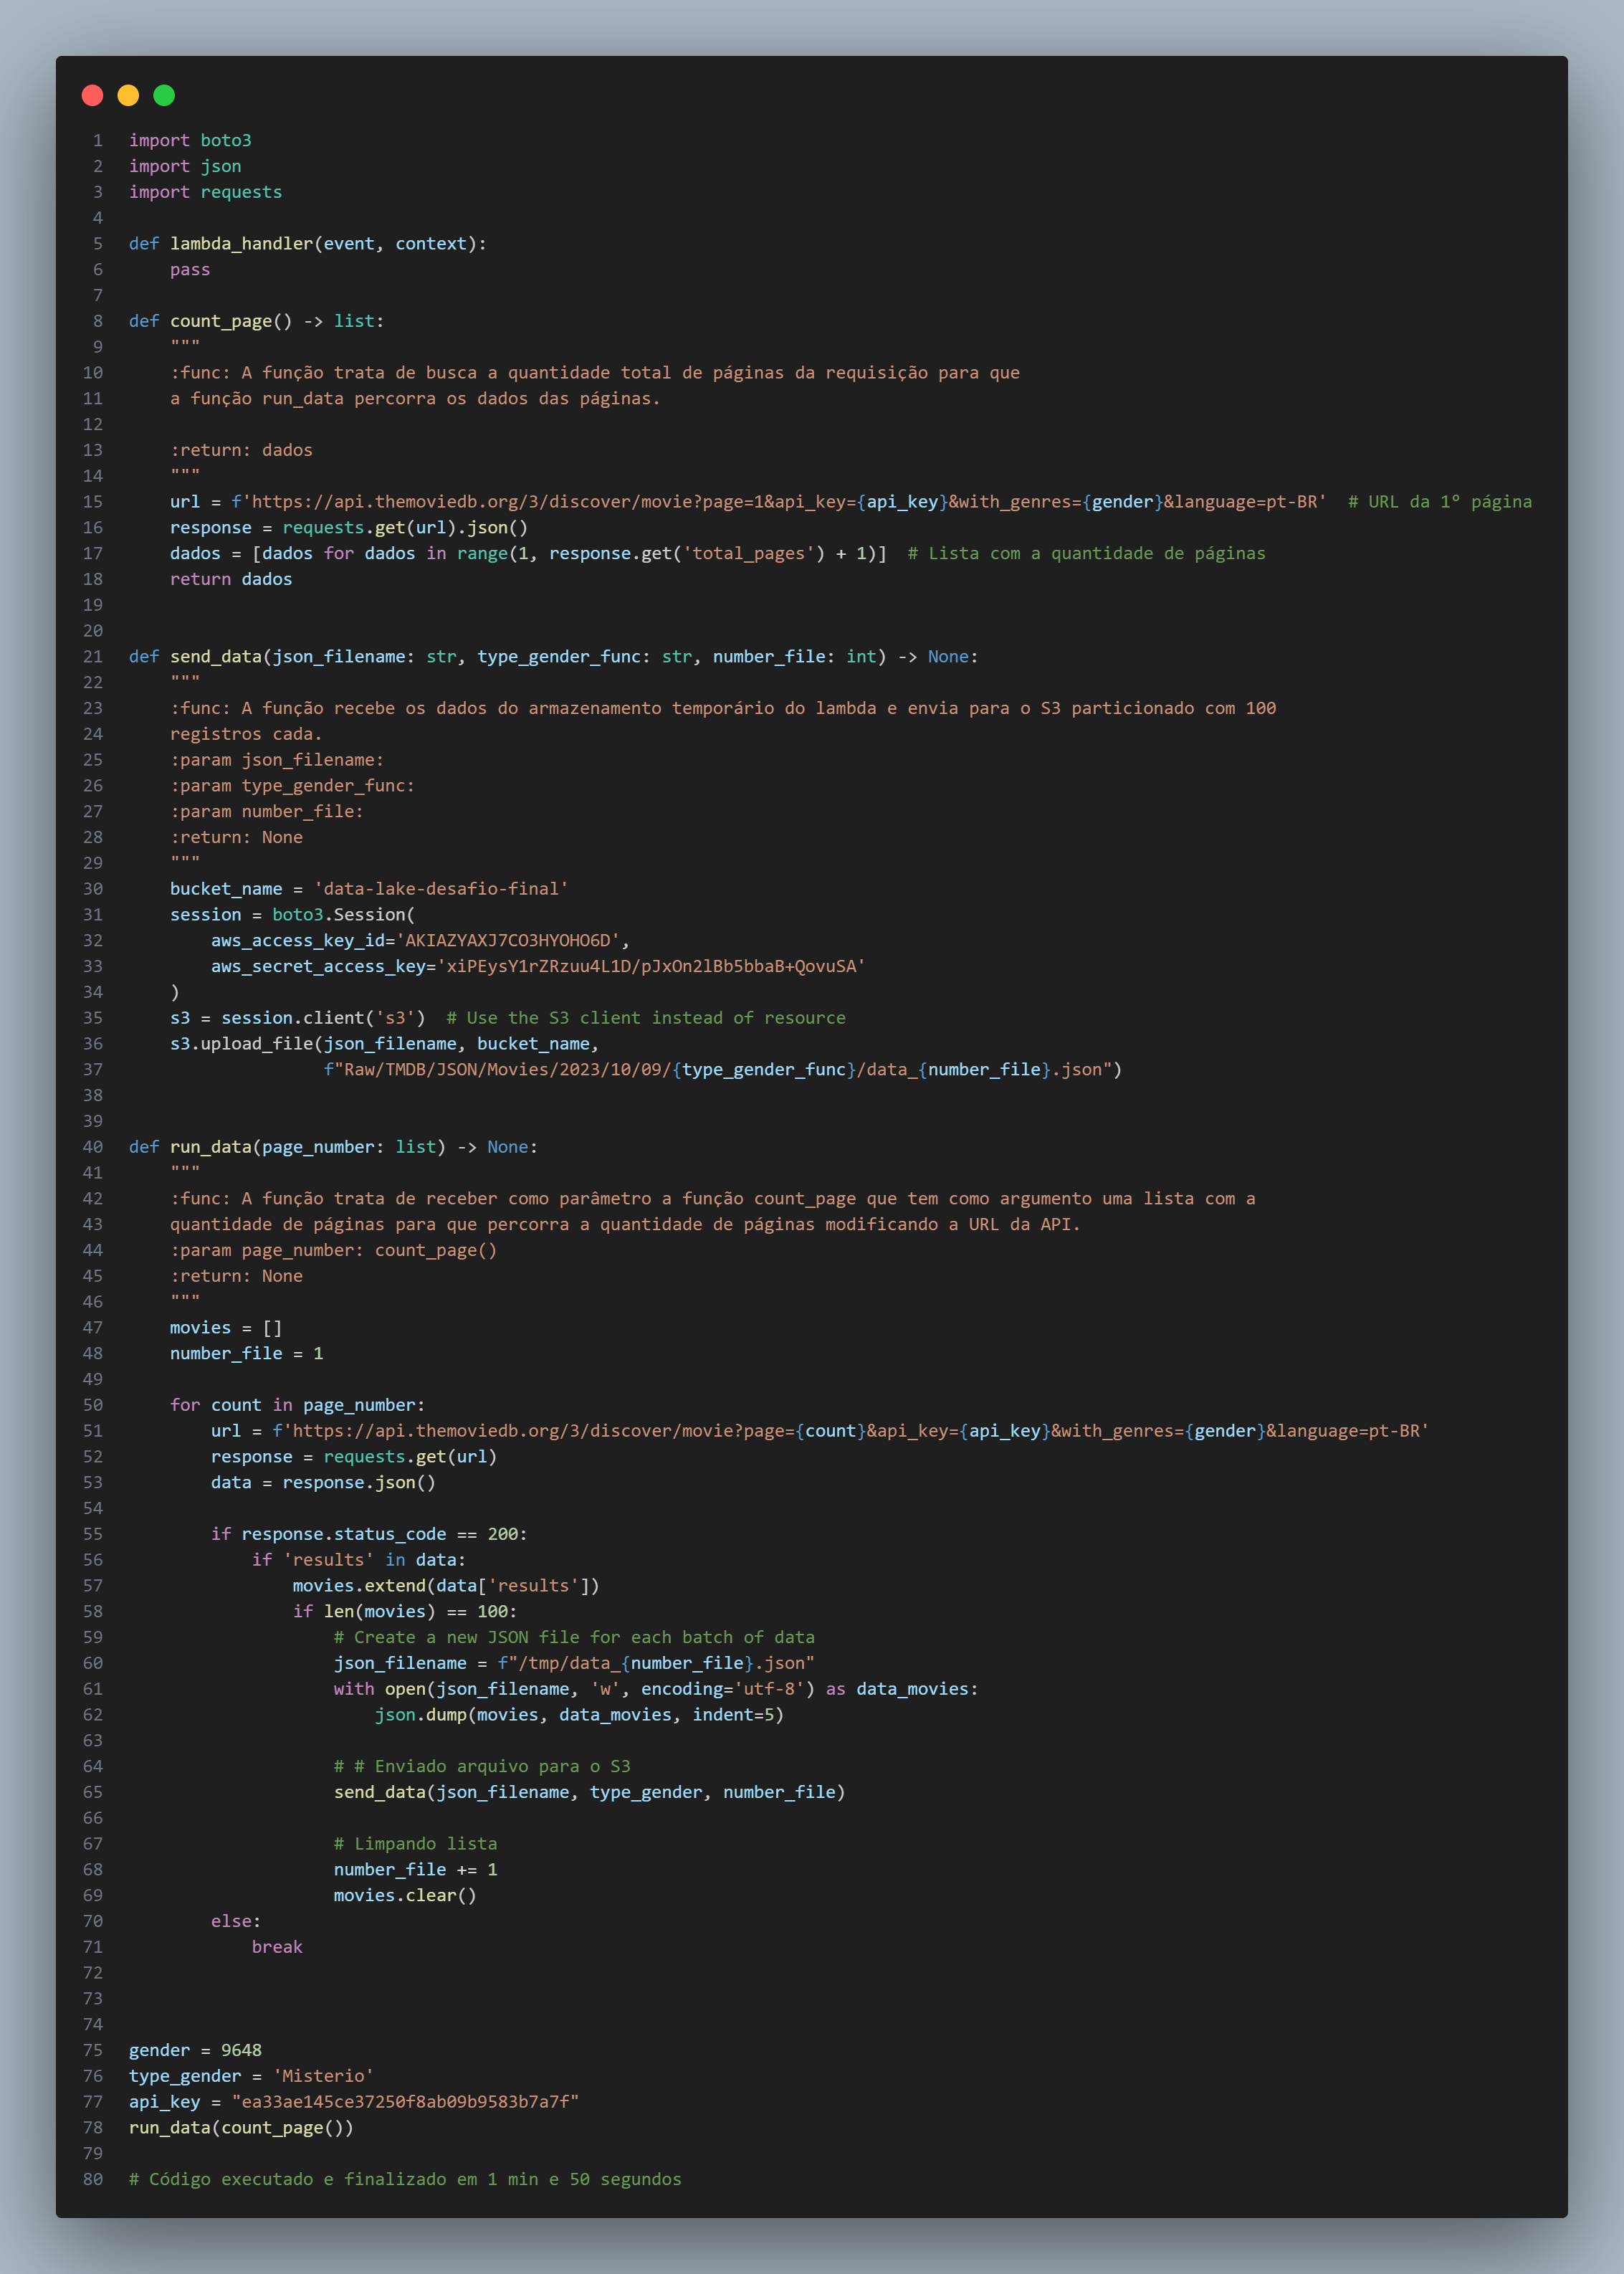 1 import boto3
2 import json
3 import requests
4
5 def lambda_handler(event, context):
6     pass
7
8 def count_page() -> list:
9     """
10     :func: A função trata de busca a quantidade total de páginas da requisição para que
11     a função run_data percorra os dados das páginas.
12
13     :return: dados
14     """
15     url = f'https://api.themoviedb.org/3/discover/movie?page=1&api_key={api_key}&with_genres={gender}&language=pt-BR'  # URL da 1º página
16     response = requests.get(url).json()
17     dados = [dados for dados in range(1, response.get('total_pages') + 1)]  # Lista com a quantidade de páginas
18     return dados
19
20
21 def send_data(json_filename: str, type_gender_func: str, number_file: int) -> None:
22     """
23     :func: A função recebe os dados do armazenamento temporário do lambda e envia para o S3 particionado com 100
24     registros cada.
25     :param json_filename:
26     :param type_gender_func:
27     :param number_file:
28     :return: None
29     """
30     bucket_name = 'data-lake-desafio-final'
31     session = boto3.Session(
32         aws_access_key_id='AKIAZYAXJ7CO3HYOHO6D',
33         aws_secret_access_key='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'
34     )
35     s3 = session.client('s3')  # Use the S3 client instead of resource
36     s3.upload_file(json_filename, bucket_name,
37                    f"Raw/TMDB/JSON/Movies/2023/10/09/{type_gender_func}/data_{number_file}.json")
38
39
40 def run_data(page_number: list) -> None:
41     """
42     :func: A função trata de receber como parâmetro a função count_page que tem como argumento uma lista com a
43     quantidade de páginas para que percorra a quantidade de páginas modificando a URL da API.
44     :param page_number: count_page()
45     :return: None
46     """
47     movies = []
48     number_file = 1
49
50     for count in page_number:
51         url = f'https://api.themoviedb.org/3/discover/movie?page={count}&api_key={api_key}&with_genres={gender}&language=pt-BR'
52         response = requests.get(url)
53         data = response.json()
54
55         if response.status_code == 200:
56             if 'results' in data:
57                 movies.extend(data['results'])
58                 if len(movies) == 100:
59                     # Create a new JSON file for each batch of data
60                     json_filename = f"/tmp/data_{number_file}.json"
61                     with open(json_filename, 'w', encoding='utf-8') as data_movies:
62                         json.dump(movies, data_movies, indent=5)
63
64                     # # Enviado arquivo para o S3
65                     send_data(json_filename, type_gender, number_file)
66
67                     # Limpando lista
68                     number_file += 1
69                     movies.clear()
70         else:
71             break
72
73
74
75 gender = 9648
76 type_gender = 'Misterio'
77 api_key = "ea33ae145ce37250f8ab09b9583b7a7f"
78 run_data(count_page())
79
80 # Código executado e finalizado em 1 min e 50 segundos